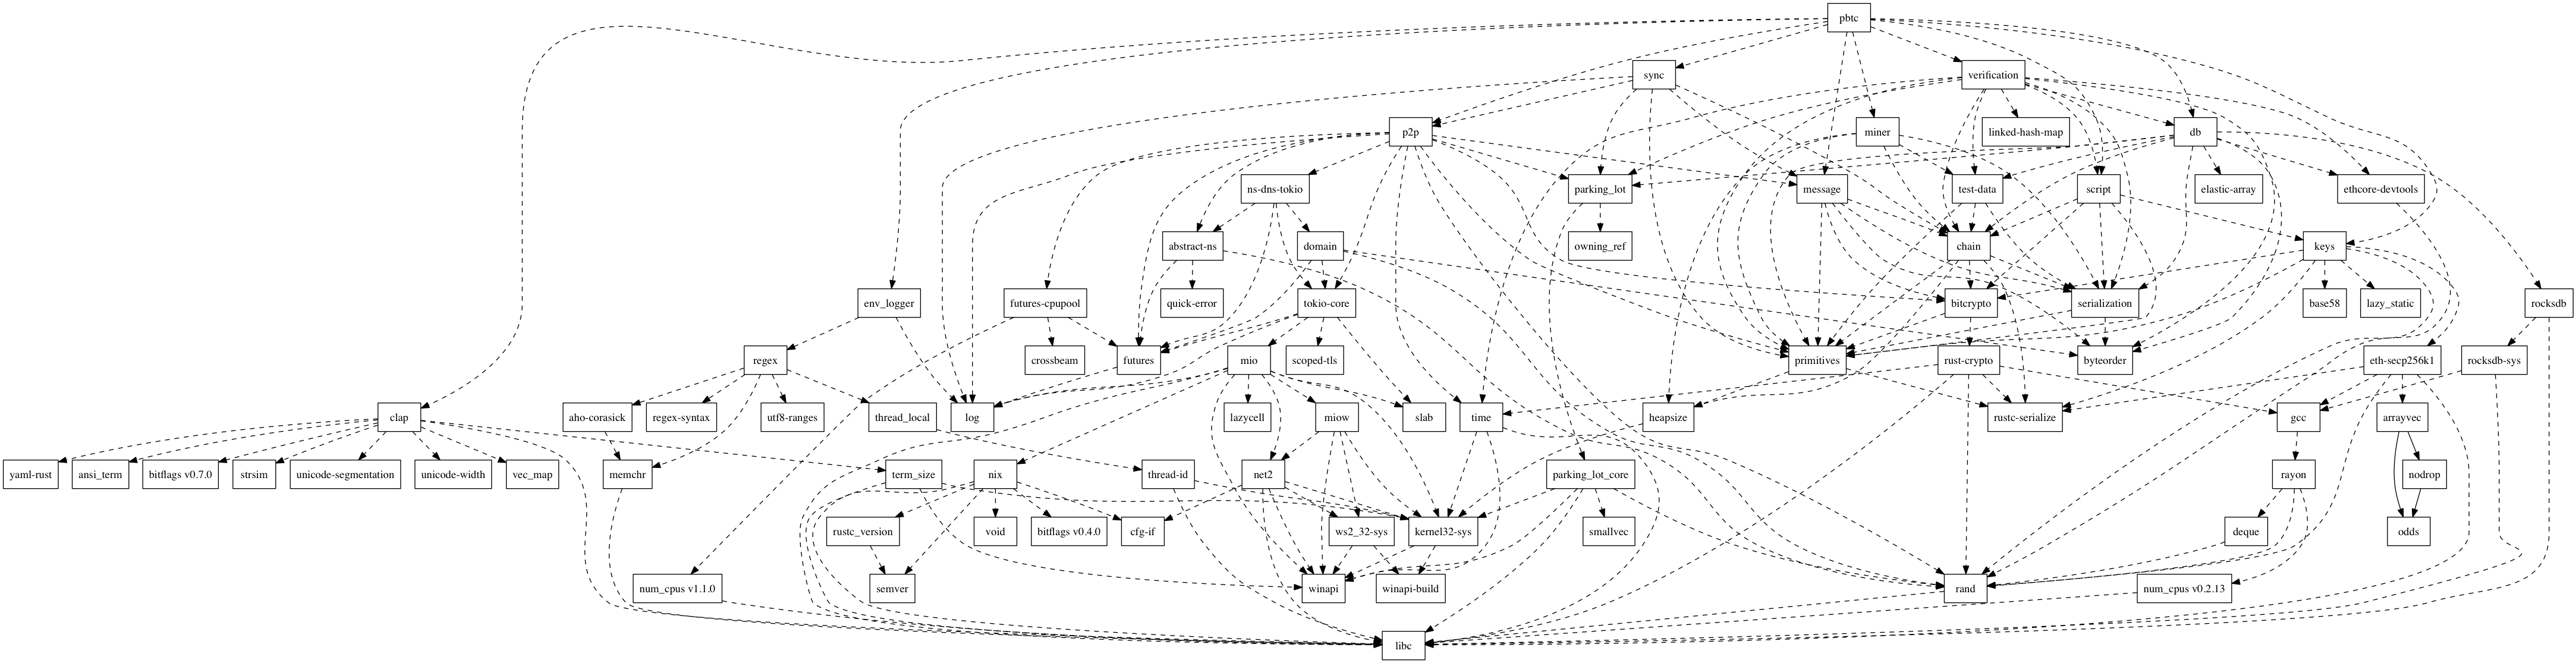 pbtc
sync
verification
p2p
miner
linked-hash-map
db
ns-dns-tokio
parking_lot
message
test-data
script
elastic-array
ethcore-devtools
abstract-ns
domain
owning_ref
chain
keys
env_logger
futures-cpupool
quick-error
tokio-core
bitcrypto
serialization
base58
lazy_static
rocksdb
regex
crossbeam
futures
mio
scoped-tls
primitives
rust-crypto
byteorder
eth-secp256k1
rocksdb-sys
clap
aho-corasick
regex-syntax
utf8-ranges
thread_local
log
lazycell
miow
slab
time
heapsize
rustc-serialize
gcc
arrayvec
yaml-rust
ansi_term
bitflags v0.7.0
strsim
unicode-segmentation
unicode-width
vec_map
memchr
term_size
nix
thread-id
net2
parking_lot_core
rayon
nodrop
rustc_version
void
bitflags v0.4.0
cfg-if
ws2_32-sys
kernel32-sys
smallvec
deque
odds
num_cpus v1.1.0
semver
winapi
winapi-build
rand
num_cpus v0.2.13
libc